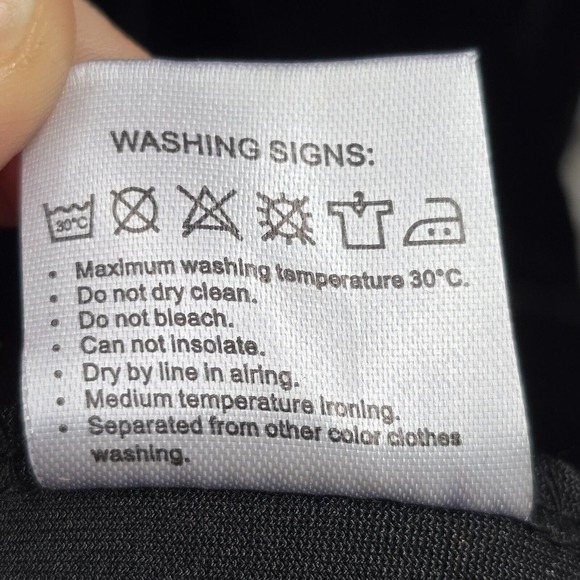 WASHING SIGNS:
30°C
• Maximum washing temperature 30°C.
• Do not dry clean.
• Do not bleach.
• Can not insolate.
• Dry by line in airing.
• Medium temperature ironing.
• Separated from other color clothes
washing.